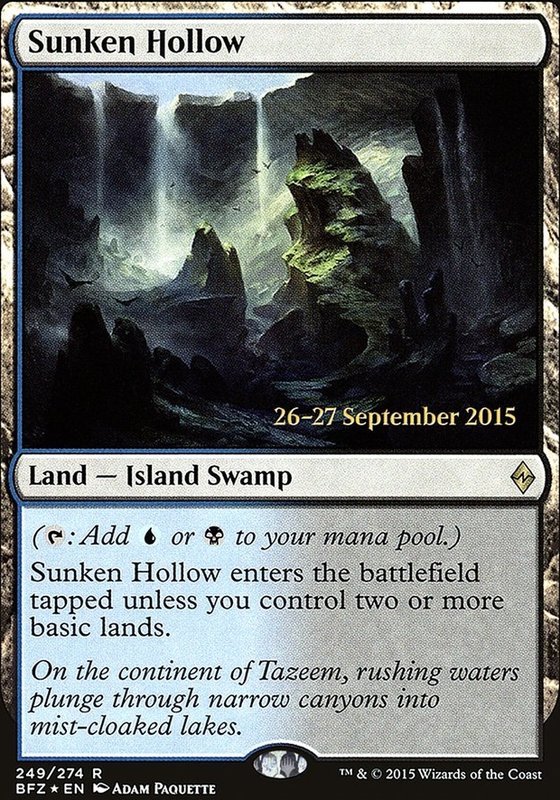 Sunken Hollow
26–27 September 2015
Land — Island Swamp
(: Add or to your mana pool.)
Sunken Hollow enters the battlefield
tapped unless you control two or more
basic lands.
On the continent of Tazeem, rushing waters
plunge through narrow canyons into
mist-cloaked lakes.
249/274 R
BFZ ★ EN Adam Paquette
™ & © 2015 Wizards of the Coast